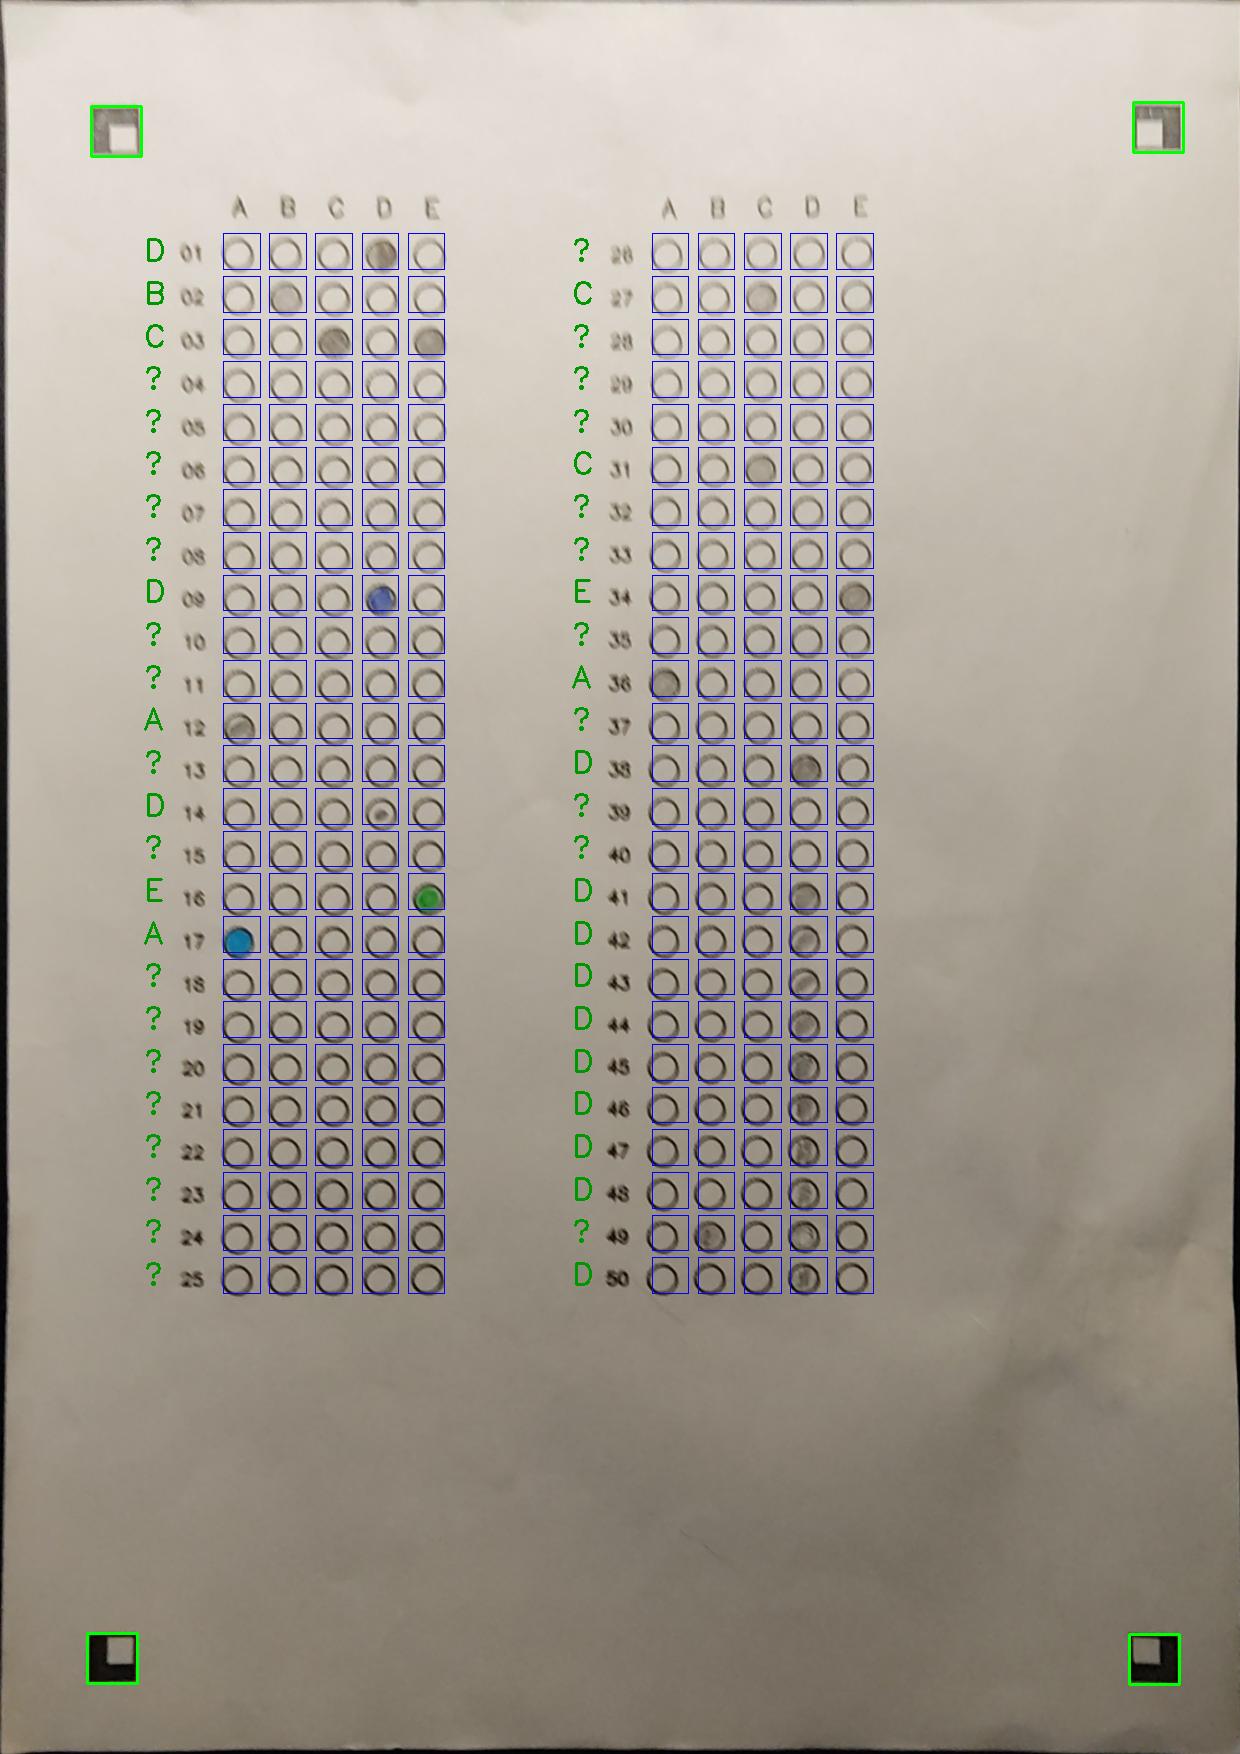 A B C D E
D 01
B 02
C 03
? 04
? 05
? 06
? 07
? 08
D 09
? 10
? 11
A 12
? 13
D 14
? 15
E 16
A 17
? 18
? 19
? 20
? 21
? 22
? 23
? 24
? 25
A B C D E
? 26
C 27
? 28
? 29
? 30
C 31
? 32
? 33
E 34
? 35
A 36
? 37
D 38
? 39
? 40
D 41
D 42
D 43
D 44
D 45
D 46
D 47
D 48
? 49
D 50